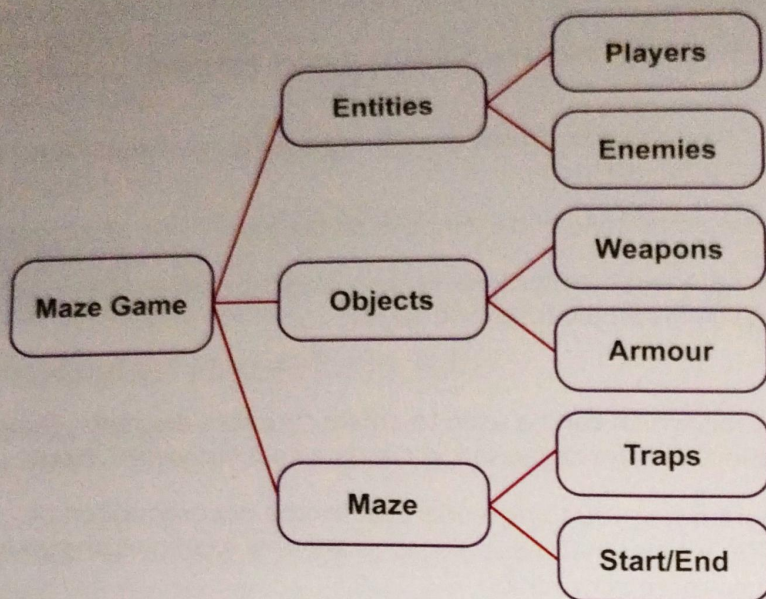 Maze Game
Entities
Players
Enemies
Objects
Weapons
Armour
Maze
Traps
Start/End